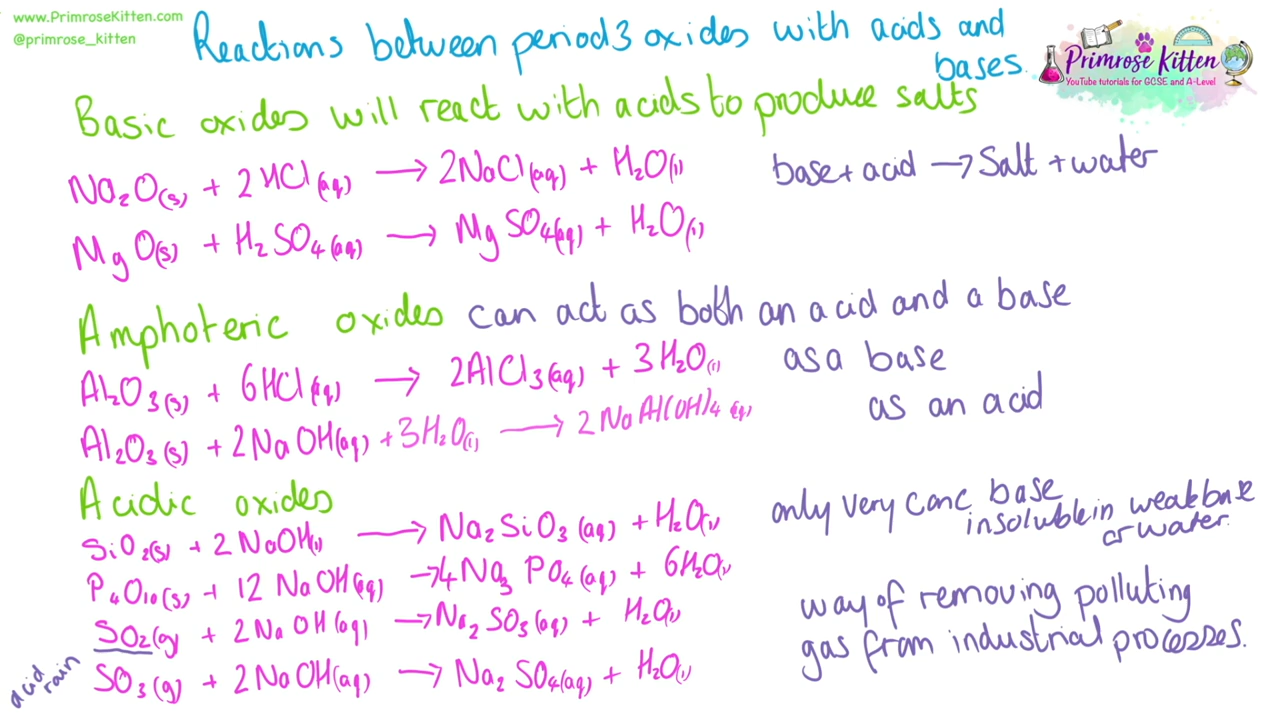 www.PrimroseKitten.com
@primrose_kitten
Reactions between period 3 oxides with acids and
bases.
Primrose Kitten
YouTube tutorials for GCSE and A-Level
Basic oxides will react with acids to produce salts
Na₂O(s) + 2HCl(aq) → 2NaCl(aq) + H₂O(l)
base + acid → Salt + water
MgO(s) + H₂SO₄(aq) → MgSO₄(aq) + H₂O(l)
Amphoteric oxides can act as both an acid and a base
Al₂O₃(s) + 6HCl(aq) → 2AlCl₃(aq) + 3H₂O(l)
as a base
Al₂O₃(s) + 2NaOH(aq) + 3H₂O(l) → 2NaAl(OH)₄(aq)
as an acid
Acidic oxides
only very conc base
insoluble in weak base
or water.
SiO₂(s) + 2NaOH(l) → Na₂SiO₃(aq) + H₂O(l)
P₄O₁₀(s) + 12NaOH(aq) → 4Na₃PO₄(aq) + 6H₂O(l)
SO₂(g) + 2NaOH(aq) → Na₂SO₃(aq) + H₂O(l)
way of removing polluting
gas from industrial processes.
acid
rain
SO₃(g) + 2NaOH(aq) → Na₂SO₄(aq) + H₂O(l)